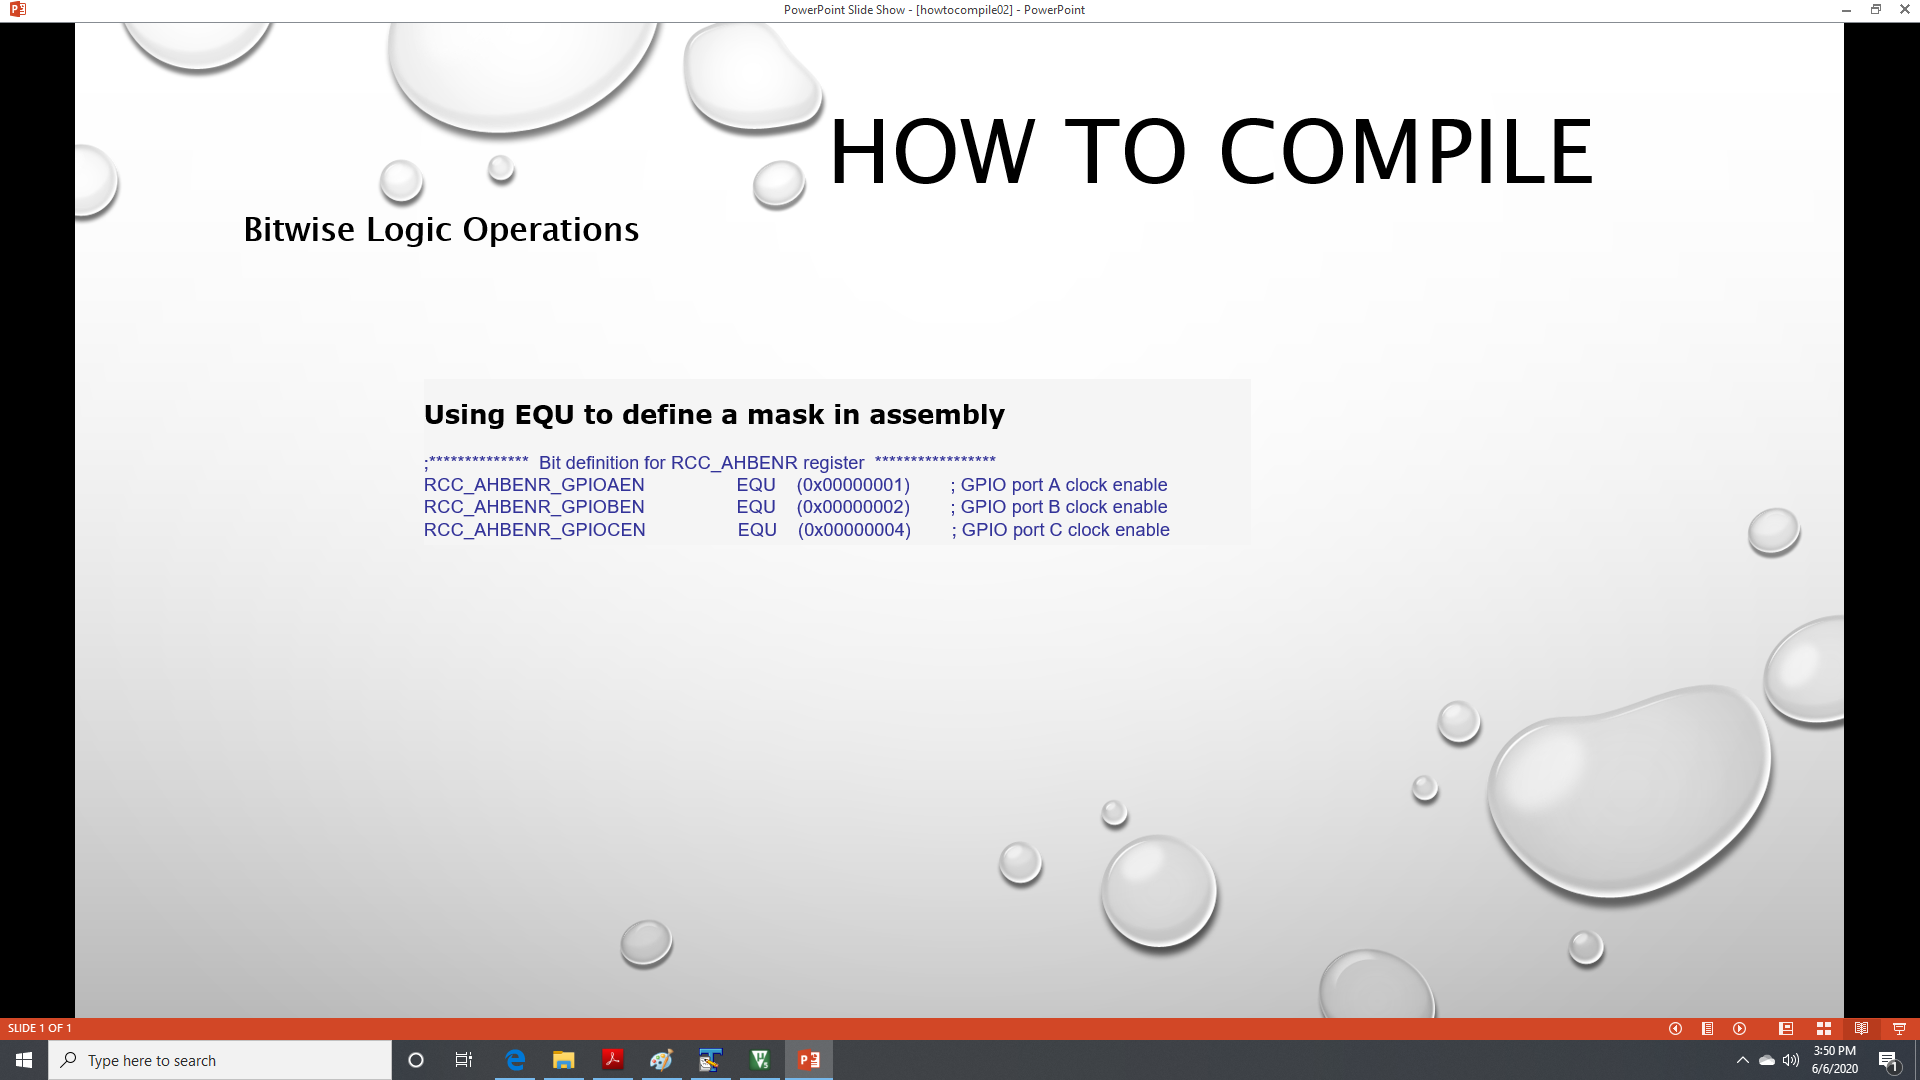 PowerPoint Slide Show - [howtocompile02] - PowerPoint
HOW TO COMPILE
Bitwise Logic Operations
Using EQU to define a mask in assembly
;************** Bit definition for RCC_AHBENR register *****************
RCC_AHBENR_GPIOAEN EQU (0x00000001) ; GPIO port A clock enable
RCC_AHBENR_GPIOBEN EQU (0x00000002) ; GPIO port B clock enable
RCC_AHBENR_GPIOCEN EQU (0x00000004) ; GPIO port C clock enable
SLIDE 1 OF 1
Type here to search
3:50 PM
6/6/2020
1